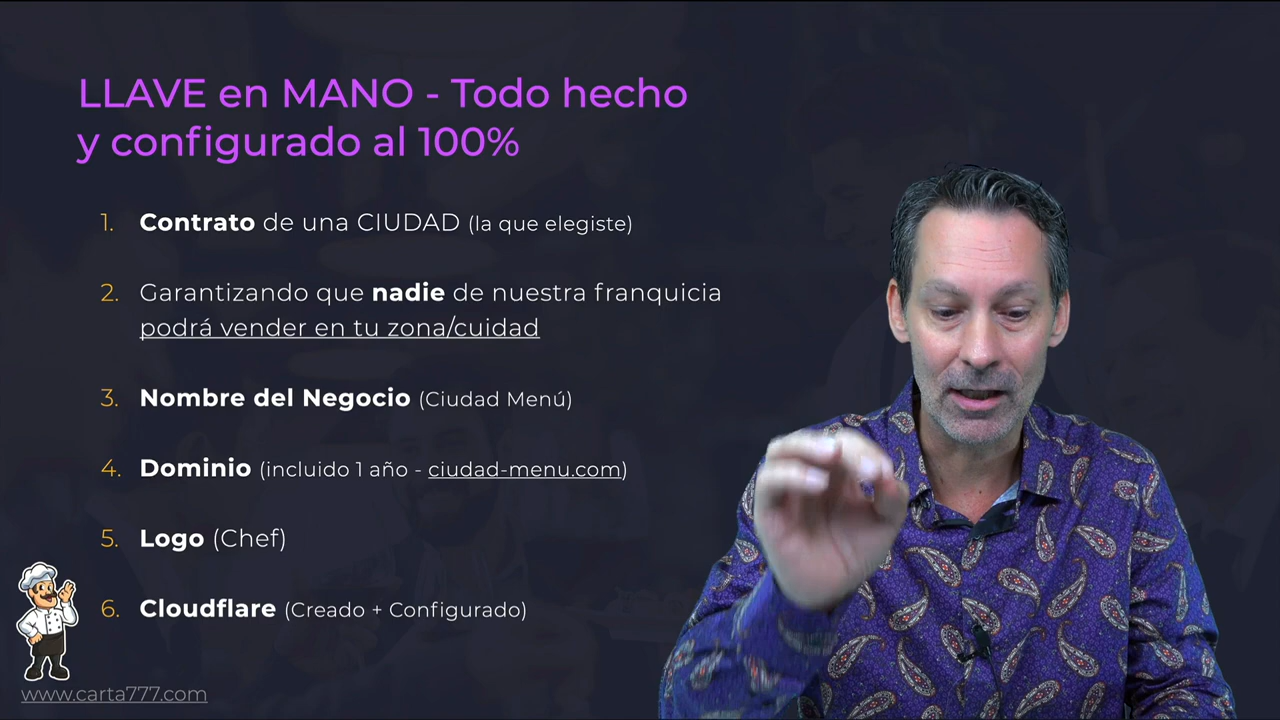 LLAVE en MANO - Todo hecho
y configurado al 100%
1. Contrato de una CIUDAD (la que elegiste)
2. Garantizando que nadie de nuestra franquicia
podrá vender en tu zona/cuidad
3. Nombre del Negocio (Ciudad Menú)
4. Dominio (incluido 1 año - ciudad-menu.com)
5. Logo (Chef)
6. Cloudflare (Creado + Configurado)
www.carta777.com